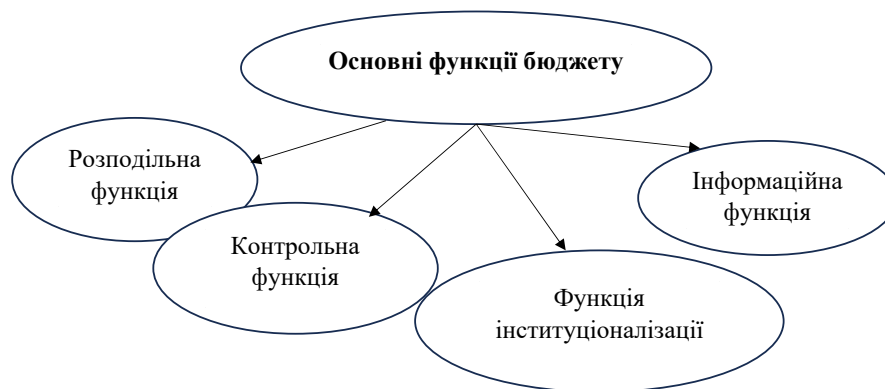 Основні функції бюджету
Розподільна
функція
Контрольна
функція
Функція
інституціоналізації
Інформаційна
функція